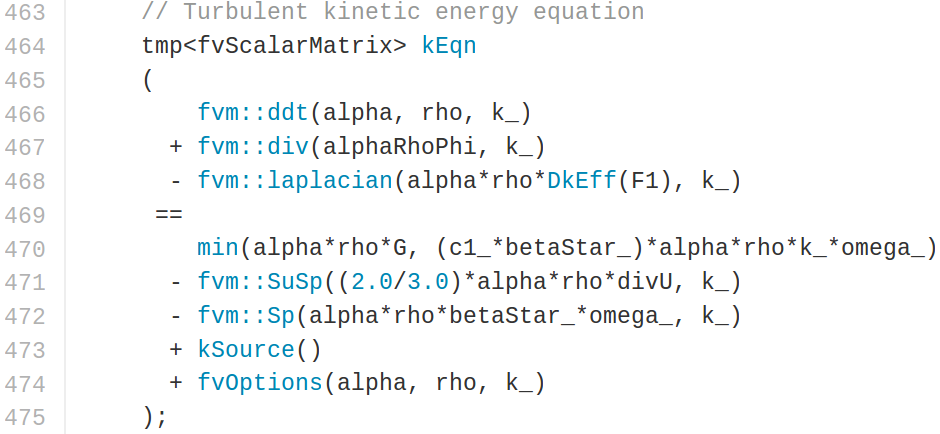 463 // Turbulent kinetic energy equation
464 tmp<fvScalarMatrix> kEqn
465 (
466 fvm::ddt(alpha, rho, k_)
467 + fvm::div(alphaRhoPhi, k_)
468 - fvm::laplacian(alpha*rho*DkEff(F1), k_)
469 ==
470 min(alpha*rho*G, (c1_*betaStar_)*alpha*rho*k_*omega_)
471 - fvm::SuSp((2.0/3.0)*alpha*rho*divU, k_)
472 - fvm::Sp(alpha*rho*betaStar_*omega_, k_)
473 + kSource()
474 + fvOptions(alpha, rho, k_)
475 );